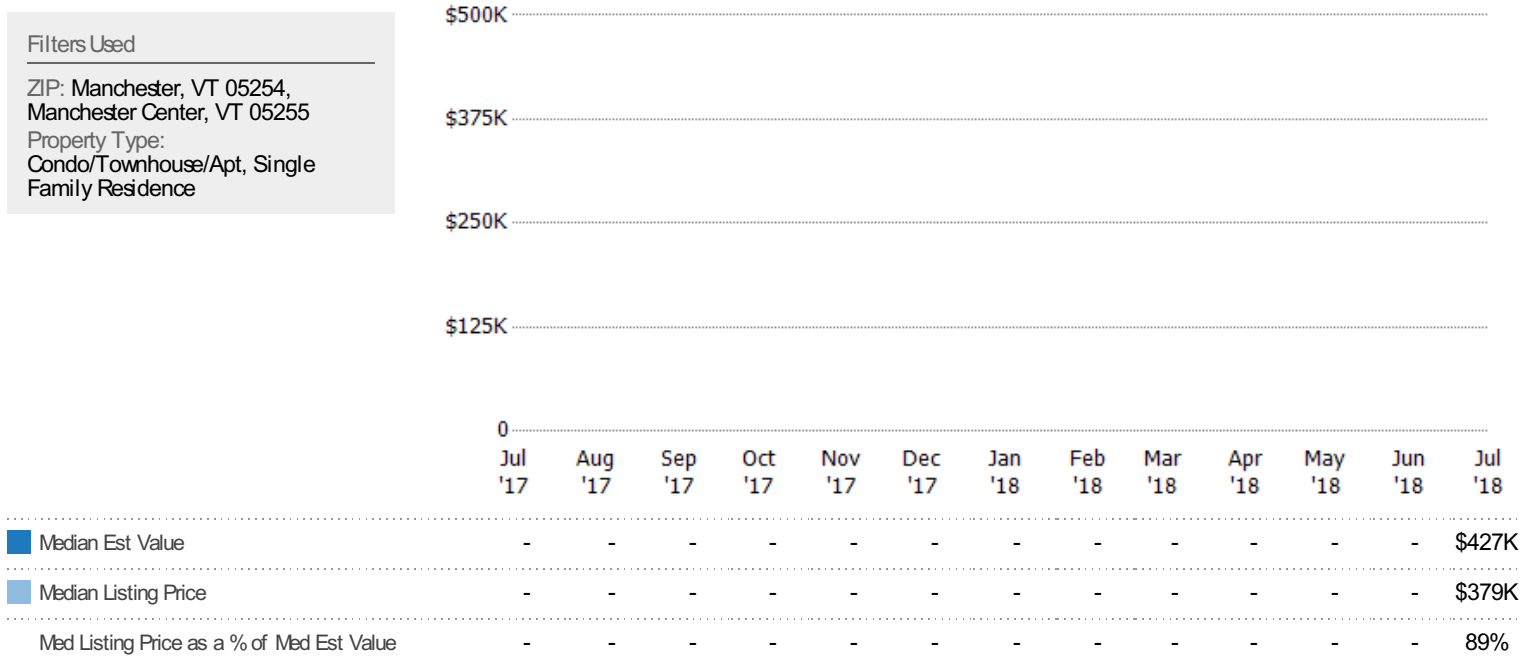 Filters Used
ZIP: Manchester, VT 05254,
Manchester Center, VT 05255
Property Type:
Condo/Townhouse/Apt, Single
Family Residence
$500K
$375K
$250K
$125K
0
Jul Aug Sep Oct Nov Dec Jan Feb Mar Apr May Jun Jul
'17 '17 '17 '17 '17 '17 '18 '18 '18 '18 '18 '18 '18
Median Est Value - - - - - - - - - - - - $427K
Median Listing Price - - - - - - - - - - - - $379K
Med Listing Price as a % of Med Est Value - - - - - - - - - - - - 89%